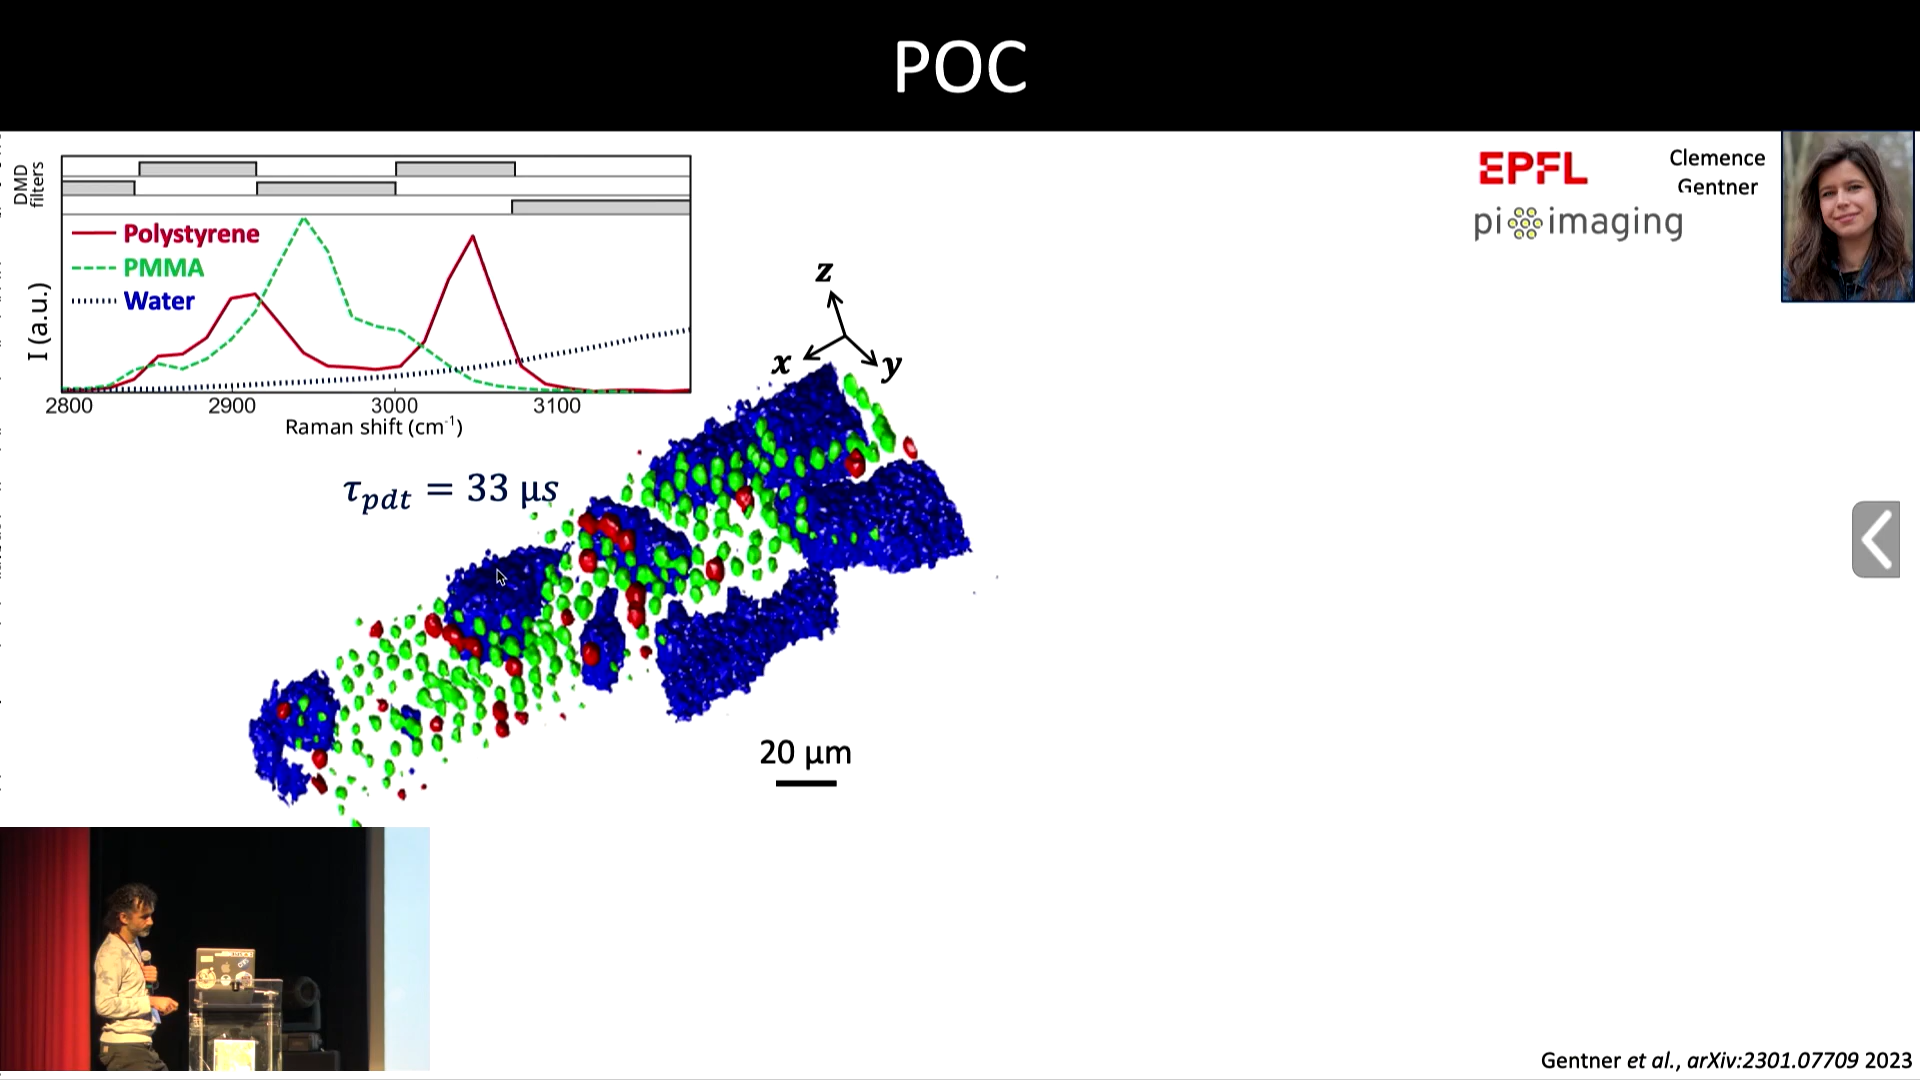 POC
DMD
filters
Polystyrene
PMMA
Water
I (a.u.)
2800 2900 3000 3100
Raman shift (cm⁻¹)
τpdt = 33 μs
z
x
y
20 μm
EPFL
pi imaging
Clemence
Gentner
Gentner et al., arXiv:2301.07709 2023